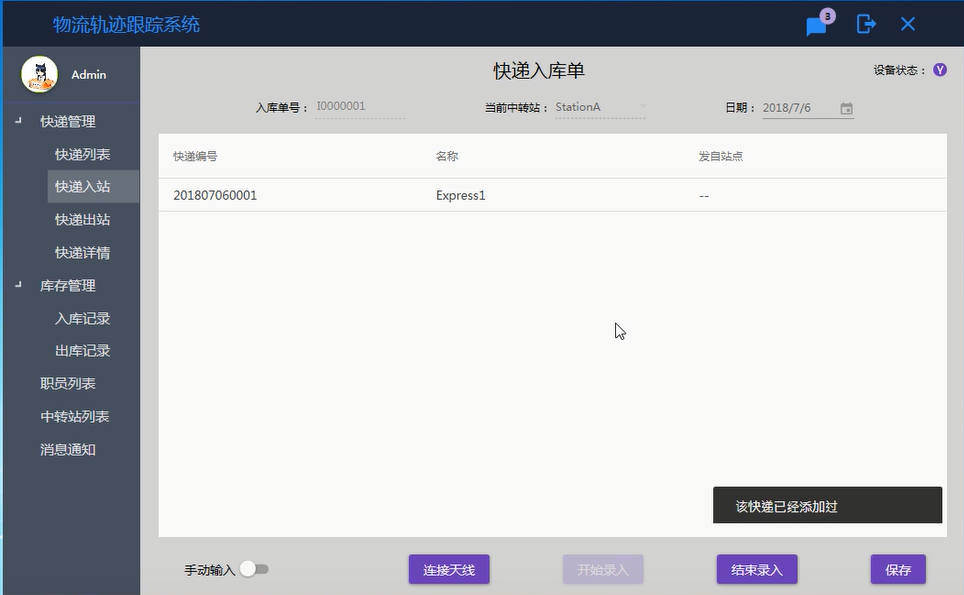 物流轨迹跟踪系统
3
Admin
快递入库单
设备状态： Y
入库单号： I0000001 当前中转站： StationA 日期： 2018/7/6
快递管理
快递列表
快递入站
快递出站
快递详情
库存管理
入库记录
出库记录
职员列表
中转站列表
消息通知
快递编号 名称 发自站点
201807060001 Express1 --
该快递已经添加过
手动输入 连接天线 开始录入 结束录入 保存